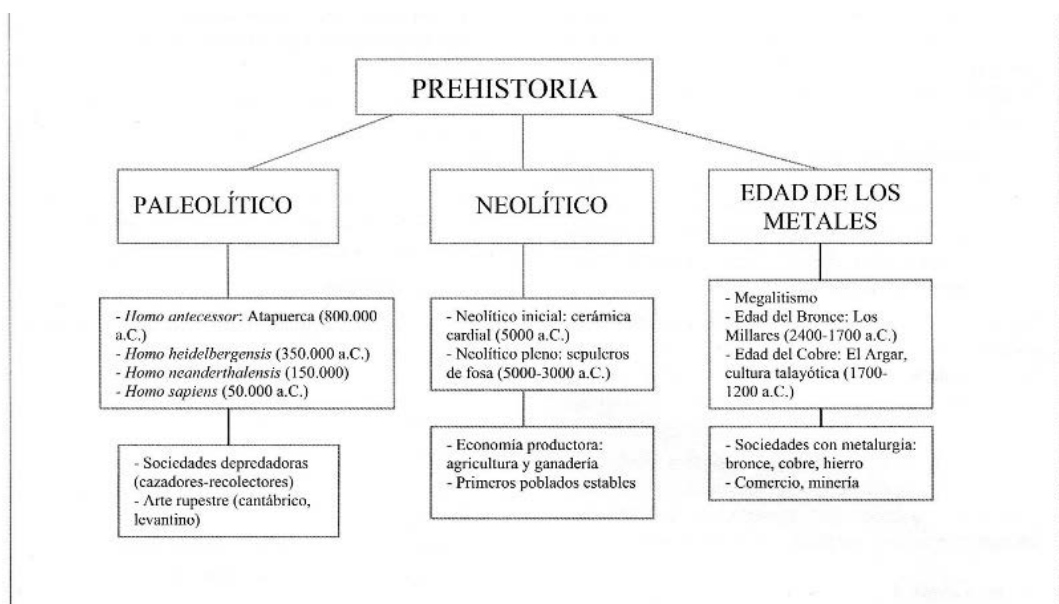 PREHISTORIA
PALEOLÍTICO
NEOLÍTICO
EDAD DE LOS
METALES
- Homo antecessor: Atapuerca (800.000
a.C.)
- Homo heidelbergensis (350.000 a.C.)
- Homo neanderthalensis (150.000)
- Homo sapiens (50.000 a.C.)
- Neolítico inicial: cerámica
cardial (5000 a.C.)
- Neolítico pleno: sepulcros
de fosa (5000-3000 a.C.)
- Megalitismo
- Edad del Bronce: Los
Millares (2400-1700 a.C.)
- Edad del Cobre: El Argar,
cultura talayótica (1700-
1200 a.C.)
- Sociedades depredadoras
(cazadores-recolectores)
- Arte rupestre (cantábrico,
levantino)
- Economía productora:
agricultura y ganadería
- Primeros poblados estables
- Sociedades con metalurgia:
bronce, cobre, hierro
- Comercio, minería